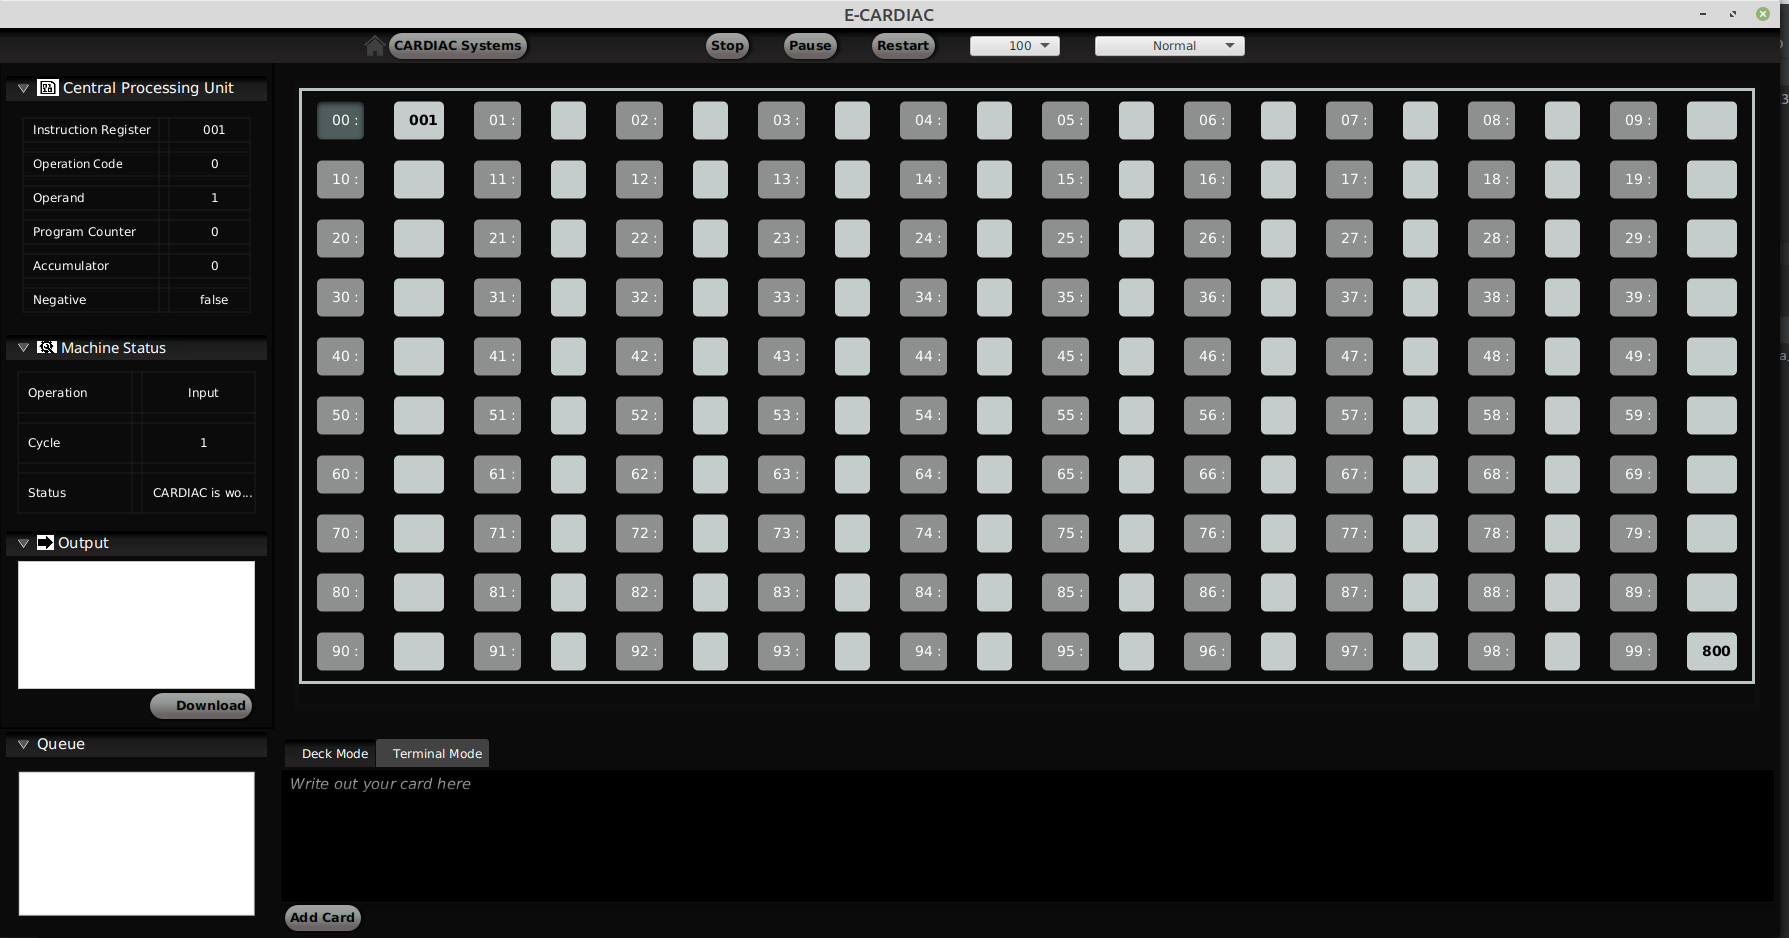 E-CARDIAC
CARDIAC Systems Stop Pause Restart 100 Normal
Central Processing Unit
Instruction Register 001
Operation Code 0
Operand 1
Program Counter 0
Accumulator 0
Negative false
Machine Status
Operation Input
Cycle 1
Status CARDIAC is wo...
Output
Download
Queue
00 : 001 01 : 02 : 03 : 04 : 05 : 06 : 07 : 08 : 09 :
10 : 11 : 12 : 13 : 14 : 15 : 16 : 17 : 18 : 19 :
20 : 21 : 22 : 23 : 24 : 25 : 26 : 27 : 28 : 29 :
30 : 31 : 32 : 33 : 34 : 35 : 36 : 37 : 38 : 39 :
40 : 41 : 42 : 43 : 44 : 45 : 46 : 47 : 48 : 49 :
50 : 51 : 52 : 53 : 54 : 55 : 56 : 57 : 58 : 59 :
60 : 61 : 62 : 63 : 64 : 65 : 66 : 67 : 68 : 69 :
70 : 71 : 72 : 73 : 74 : 75 : 76 : 77 : 78 : 79 :
80 : 81 : 82 : 83 : 84 : 85 : 86 : 87 : 88 : 89 :
90 : 91 : 92 : 93 : 94 : 95 : 96 : 97 : 98 : 99 : 800
Deck Mode Terminal Mode
Write out your card here
Add Card